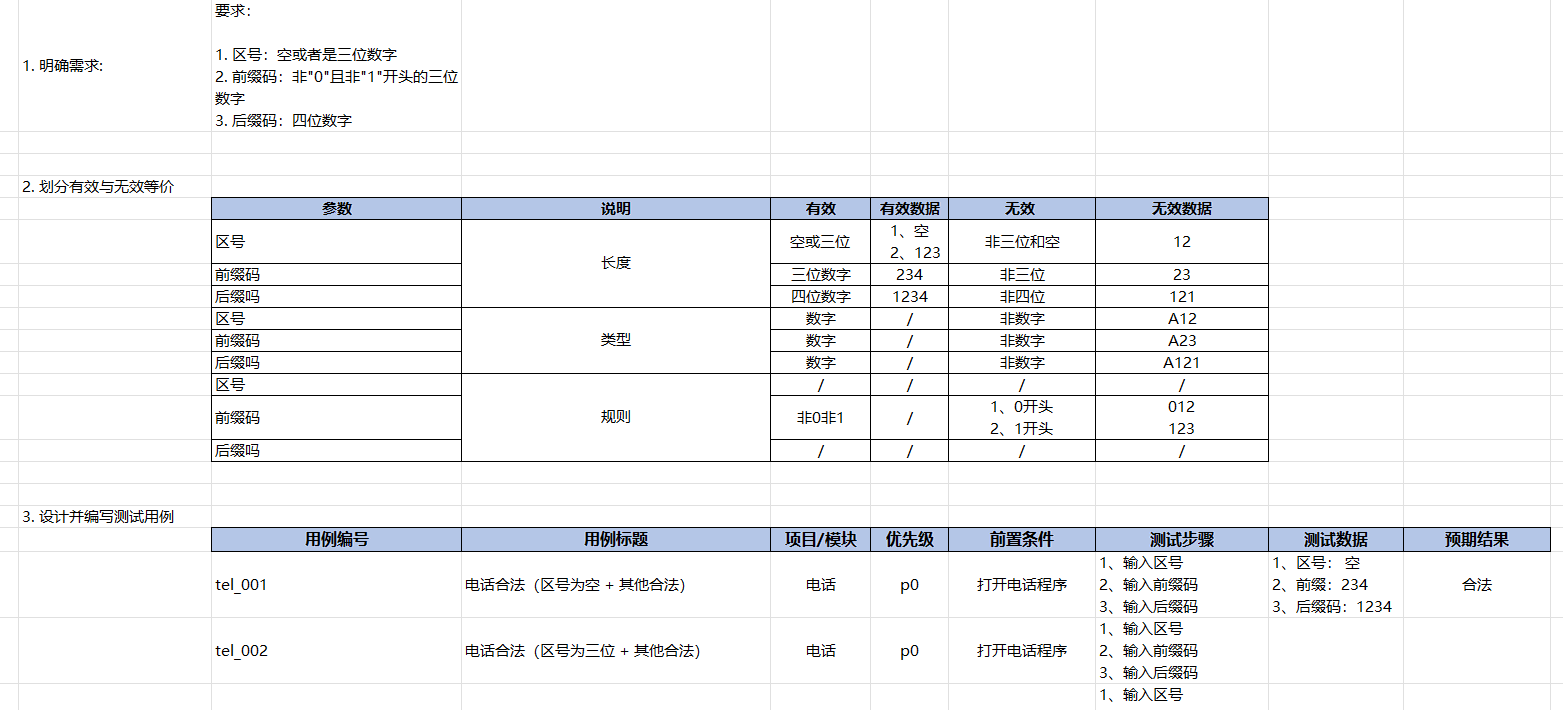 要求：
1. 明确需求:
1. 区号：空或者是三位数字
2. 前缀码：非"0"且非"1"开头的三位
数字
3. 后缀码：四位数字
2. 划分有效与无效等价
参数 说明 有效 有效数据 无效 无效数据
区号 长度 空或三位 1、空 非三位和空 12
2、123
前缀码 三位数字 234 非三位 23
后缀吗 四位数字 1234 非四位 121
区号 类型 数字 / 非数字 A12
前缀码 数字 / 非数字 A23
后缀吗 数字 / 非数字 A121
区号 规则 / / / /
前缀码 非0非1 / 1、0开头 012
2、1开头 123
后缀吗 / / / /
3. 设计并编写测试用例
用例编号 用例标题 项目/模块 优先级 前置条件 测试步骤 测试数据 预期结果
tel_001 电话合法（区号为空 + 其他合法） 电话 p0 打开电话程序 1、输入区号 1、区号： 空 合法
2、输入前缀码 2、前缀：234
3、输入后缀码 3、后缀码：1234
tel_002 电话合法（区号为三位 + 其他合法） 电话 p0 打开电话程序 1、输入区号
2、输入前缀码
3、输入后缀码
1、输入区号